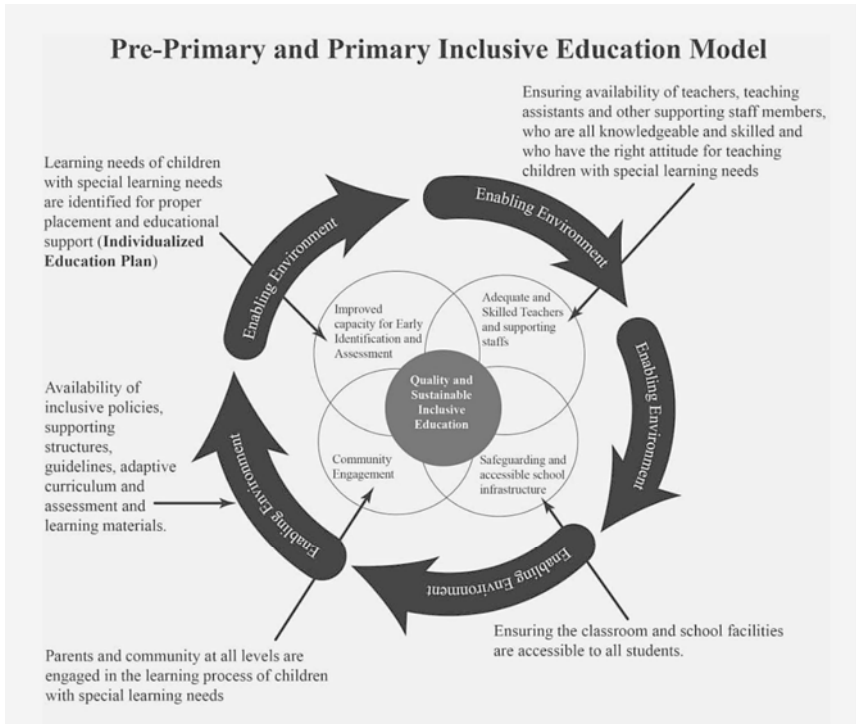 Pre-Primary and Primary Inclusive Education Model
Ensuring availability of teachers, teaching
assistants and other supporting staff members,
who are all knowledgeable and skilled and
who have the right attitude for teaching
children with special learning needs
Learning needs of children
with special learning needs
are identified for proper
placement and educational
support (Individualized
Education Plan)
Enabling Environment
Enabling Environment
Improved
capacity for Early
Identification and
Assessment
Adequate and
Skilled Teachers
and supporting
staffs
Enabling Environment
Quality and
Sustainable
Inclusive
Education
Availability of
inclusive policies,
supporting
structures,
guidelines, adaptive
curriculum and
assessment and
learning materials.
Enabling Environment
Community
Engagement
Safeguarding and
accessible school
infrastructure
Enabling Environment
Ensuring the classroom and school facilities
are accessible to all students.
Parents and community at all levels are
engaged in the learning process of children
with special learning needs